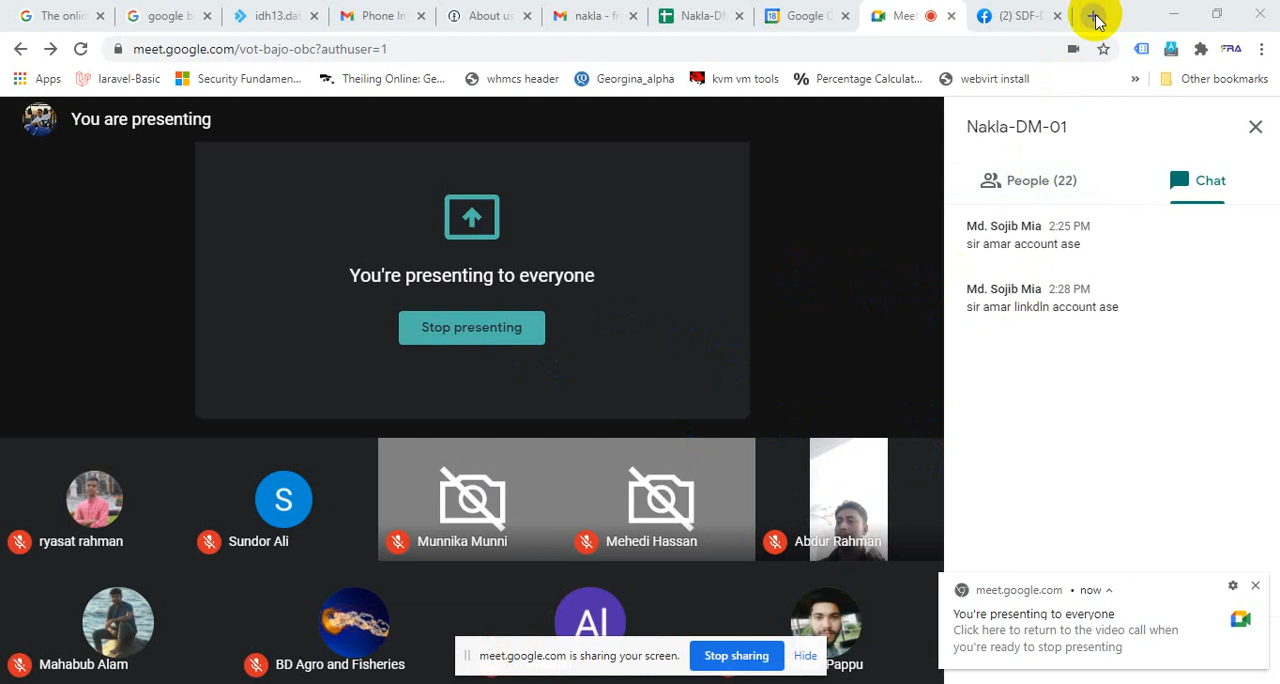 The onlin
google b
idh13.dat
Phone In
About us
nakla - fr
Nakla-DM
Google C
Meet
(2) SDF-D
meet.google.com/vot-bajo-obc?authuser=1
Apps
laravel-Basic
Security Fundamen...
Theiling Online: Ge...
whmcs header
Georgina_alpha
kvm vm tools
Percentage Calculat...
webvirt install
»
Other bookmarks
You are presenting
You're presenting to everyone
Stop presenting
Nakla-DM-01
People (22)
Chat
Md. Sojib Mia 2:25 PM
sir amar account ase
Md. Sojib Mia 2:28 PM
sir amar linkdln account ase
ryasat rahman
S
Sundor Ali
Munnika Munni
Mehedi Hassan
Abdur Rahman
Mahabub Alam
BD Agro and Fisheries
Al
Pappu
meet.google.com is sharing your screen.
Stop sharing
Hide
meet.google.com • now
You're presenting to everyone
Click here to return to the video call when
you're ready to stop presenting